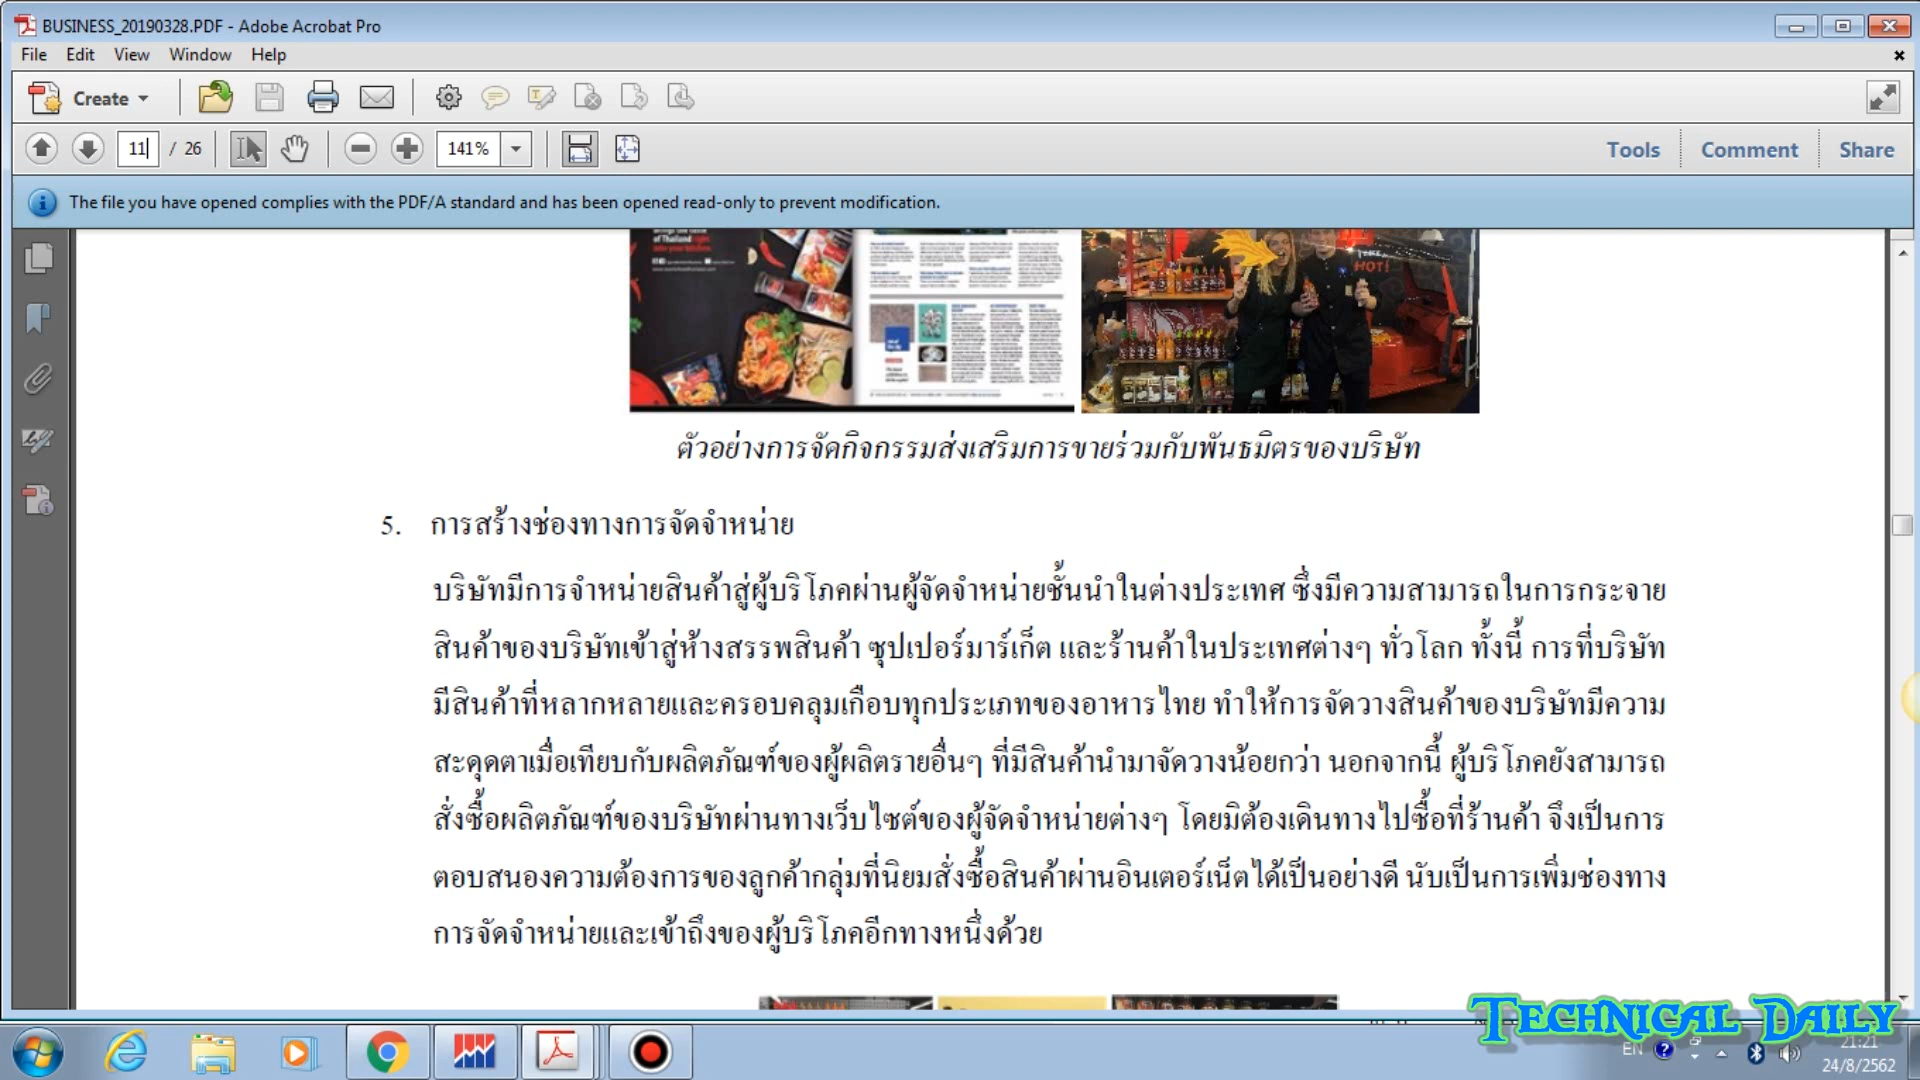 BUSINESS_20190328.PDF - Adobe Acrobat Pro
File Edit View Window Help
Create
11 / 26 141% Tools Comment Share
The file you have opened complies with the PDF/A standard and has been opened read-only to prevent modification.
of Thailand right
HOT!
ตัวอย่างการจัดกิจกรรมส่งเสริมการขายร่วมกับพันธมิตรของบริษัท
5. การสร้างช่องทางการจัดจำหน่าย
บริษัทมีการจำหน่ายสินค้าสู่ผู้บริโภคผ่านผู้จัดจำหน่ายชั้นนำในต่างประเทศ ซึ่งมีความสามารถในการกระจาย
สินค้าของบริษัทเข้าสู่ห้างสรรพสินค้า ซุปเปอร์มาร์เก็ต และร้านค้าในประเทศต่างๆ ทั่วโลก ทั้งนี้ การที่บริษัท
มีสินค้าที่หลากหลายและครอบคลุมเกือบทุกประเภทของอาหารไทย ทำให้การจัดวางสินค้าของบริษัทมีความ
สะดุดตาเมื่อเทียบกับผลิตภัณฑ์ของผู้ผลิตรายอื่นๆ ที่มีสินค้านำมาจัดวางน้อยกว่า นอกจากนี้ ผู้บริโภคยังสามารถ
สั่งซื้อผลิตภัณฑ์ของบริษัทผ่านทางเว็บไซต์ของผู้จัดจำหน่ายต่างๆ โดยมิต้องเดินทางไปซื้อที่ร้านค้า จึงเป็นการ
ตอบสนองความต้องการของลูกค้ากลุ่มที่นิยมสั่งซื้อสินค้าผ่านอินเตอร์เน็ตได้เป็นอย่างดี นับเป็นการเพิ่มช่องทาง
การจัดจำหน่ายและเข้าถึงของผู้บริโภคอีกทางหนึ่งด้วย
TECHNICAL DAILY
EN 21:21
24/8/2562